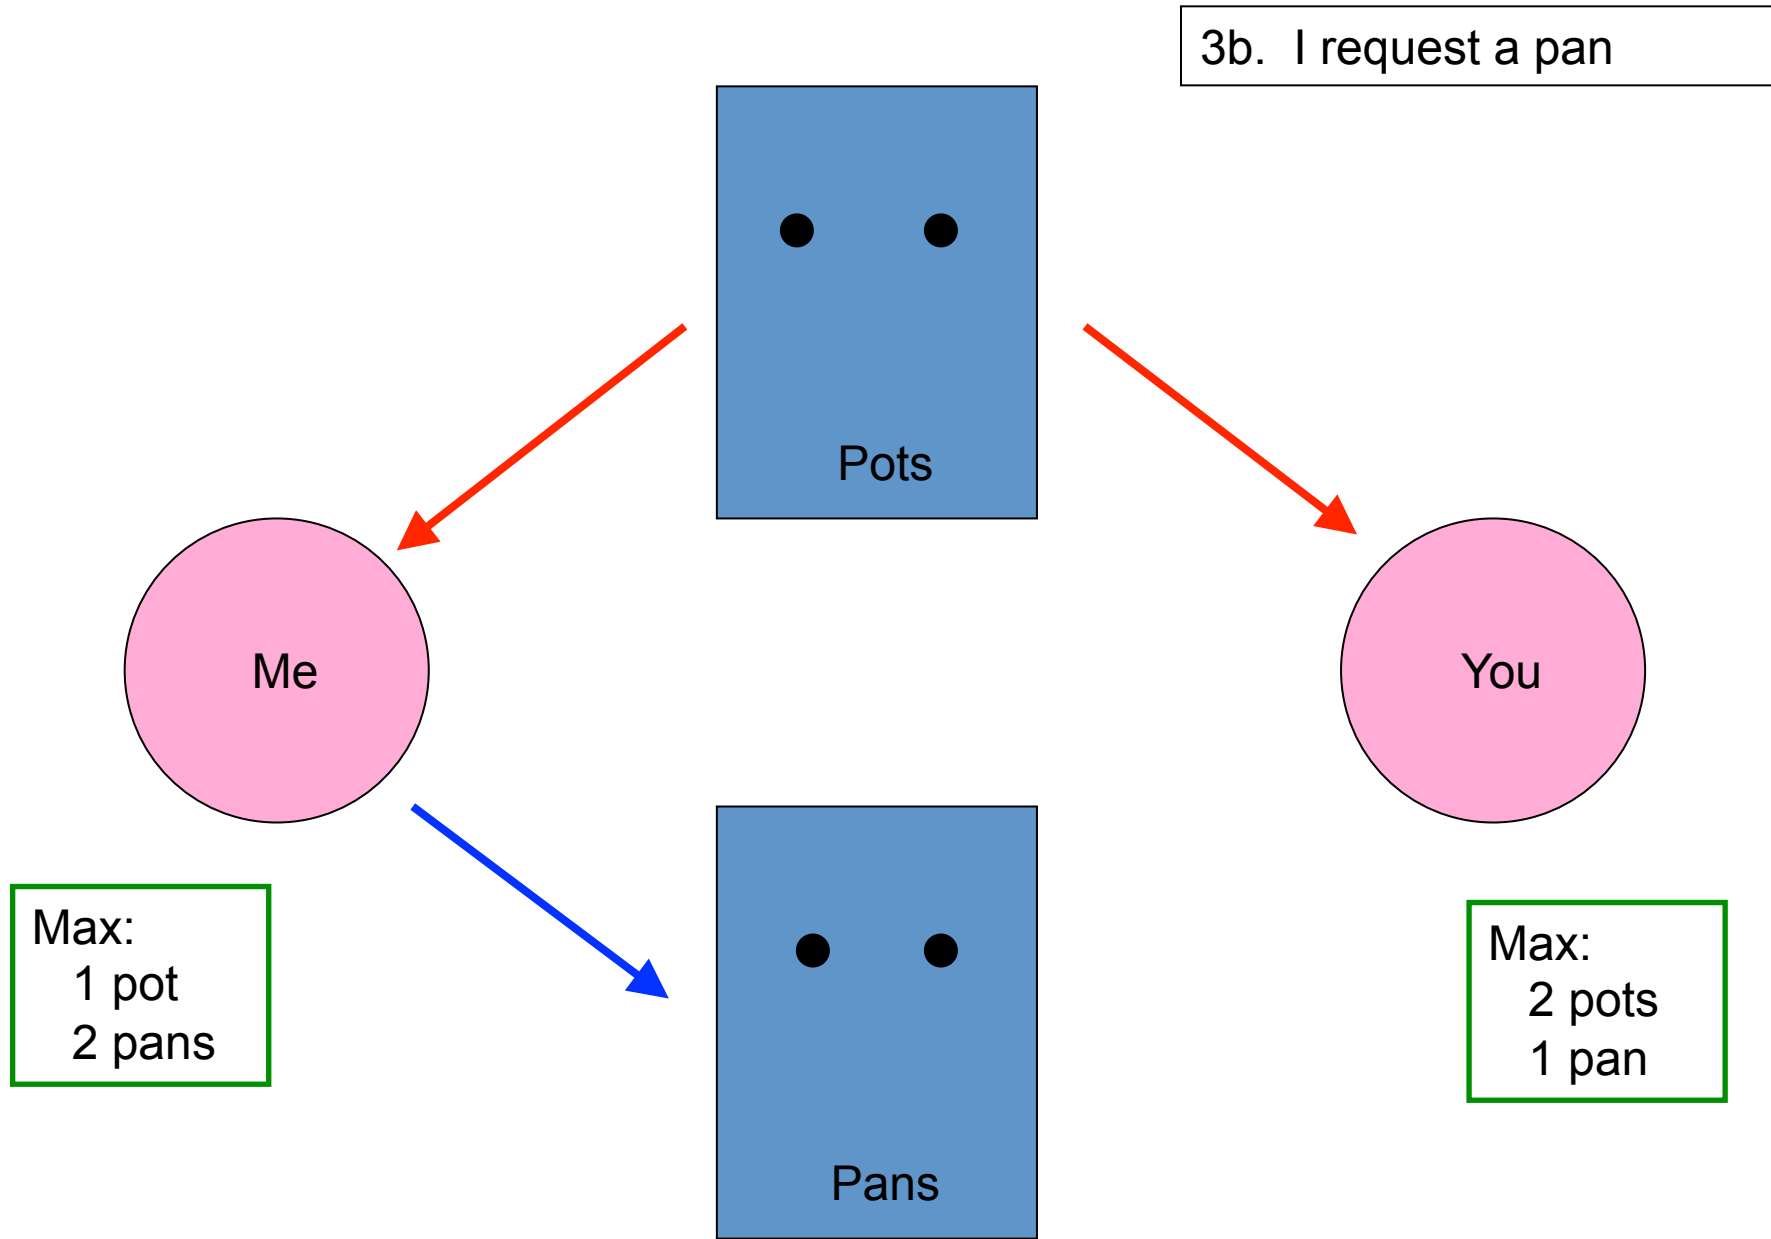 3b. I request a pan
Pots
Me
You
Max:
1 pot
2 pans
Max:
2 pots
1 pan
Pans